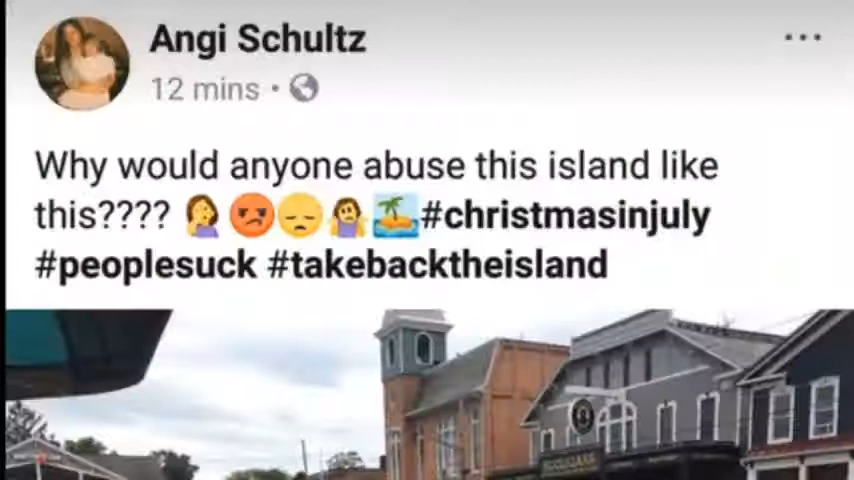 Angi Schultz
12 mins
Why would anyone abuse this island like
this???? 🤦‍♀️😡😞🤷‍♀️🏝️#christmasinjuly
#peoplesuck #takebacktheisland